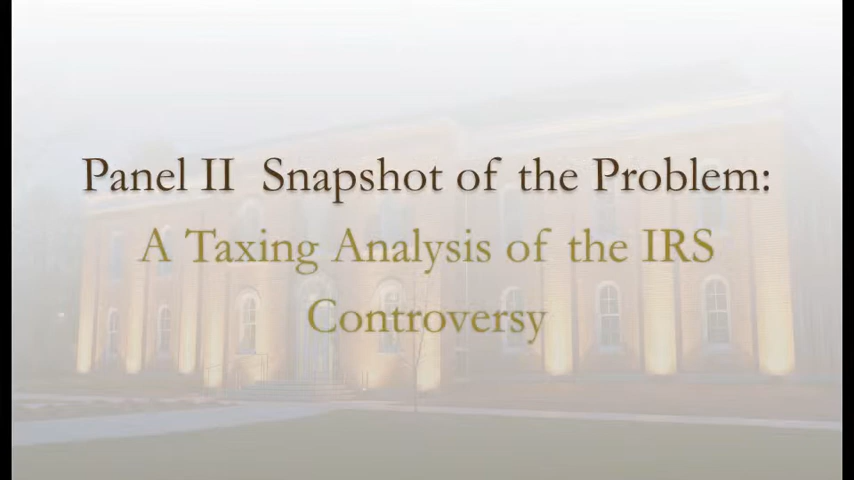 Panel II Snapshot of the Problem:
A Taxing Analysis of the IRS
Controversy